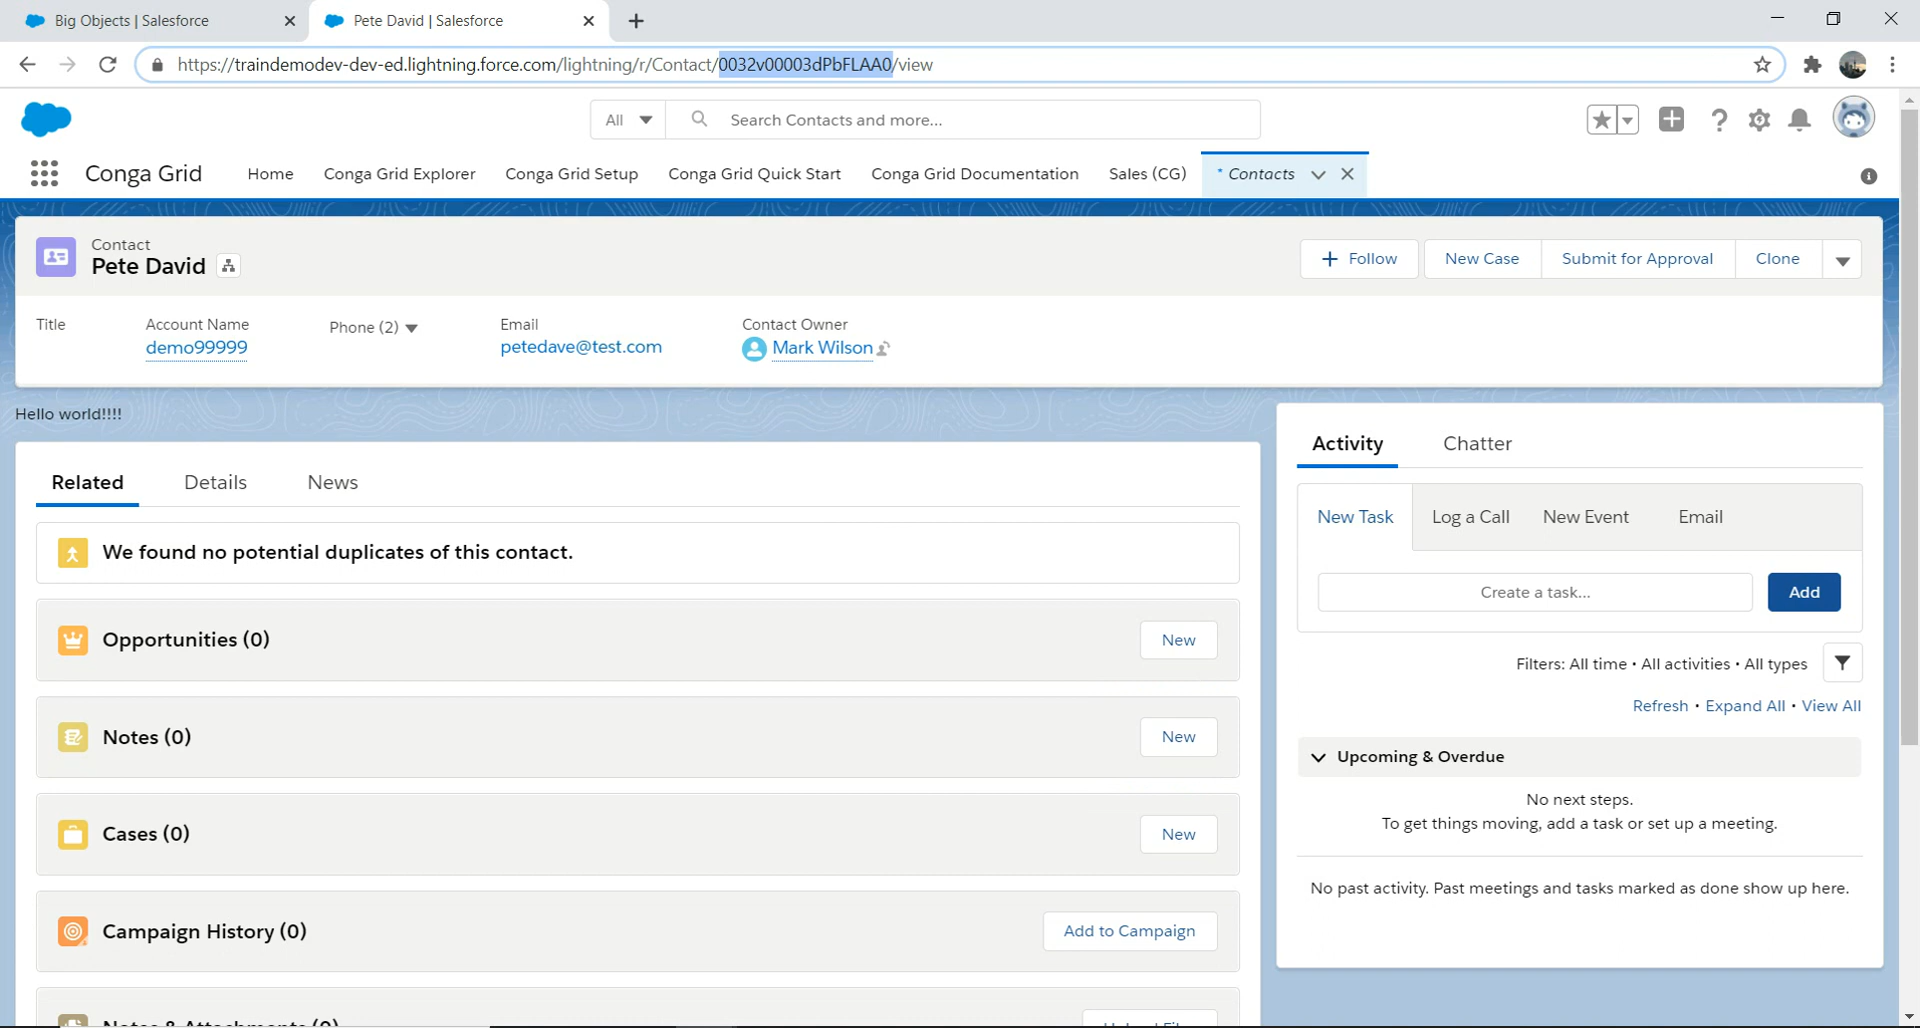 Big Objects | Salesforce
Pete David | Salesforce
https://traindemodev-dev-ed.lightning.force.com/lightning/r/Contact/0032v00003dPbFLAA0/view
All
Search Contacts and more...
Conga Grid
Home
Conga Grid Explorer
Conga Grid Setup
Conga Grid Quick Start
Conga Grid Documentation
Sales (CG)
* Contacts
Contact
Pete David
Follow
New Case
Submit for Approval
Clone
Title
Account Name
demo99999
Phone (2)
Email
petedave@test.com
Contact Owner
Mark Wilson
Hello world!!!!
Related
Details
News
We found no potential duplicates of this contact.
Opportunities (0)
New
Notes (0)
New
Cases (0)
New
Campaign History (0)
Add to Campaign
Notes & Attachments (0)
Activity
Chatter
New Task
Log a Call
New Event
Email
Create a task...
Add
Filters: All time • All activities • All types
Refresh • Expand All • View All
Upcoming & Overdue
No next steps.
To get things moving, add a task or set up a meeting.
No past activity. Past meetings and tasks marked as done show up here.